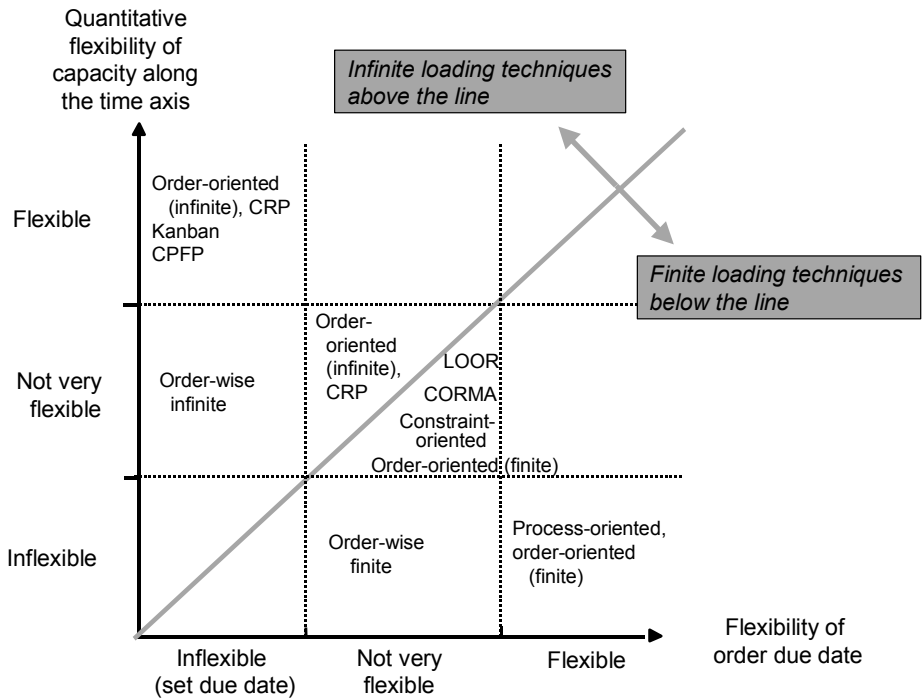 Quantitative
flexibility of
capacity along
the time axis
Infinite loading techniques
above the line
Order-oriented
(infinite), CRP
Kanban
CPFP
Flexible
Finite loading techniques
below the line
Order-
oriented
(infinite),
CRP
LOOR
CORMA
Constraint-
oriented
Order-oriented (finite)
Not very
flexible
Order-wise
infinite
Inflexible
Order-wise
finite
Process-oriented,
order-oriented
(finite)
Inflexible
(set due date)
Not very
flexible
Flexible
Flexibility of
order due date